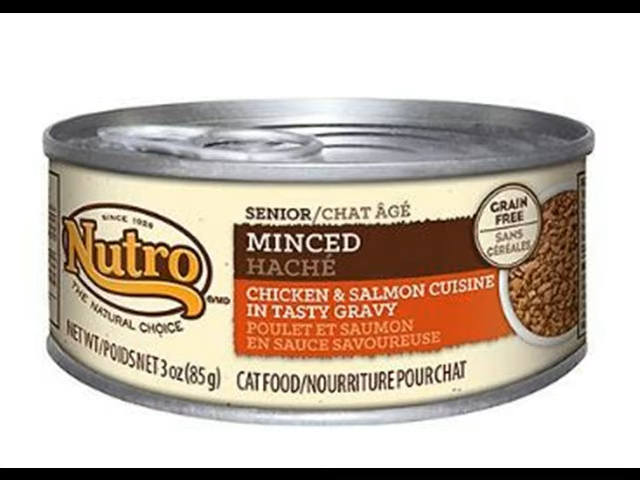 SINCE 1926
Nutro
THE NATURAL CHOICE
NET WT/POIDS NET 3 oz (85g)
SENIOR/CHAT ÂGÉ
MINCED
HACHÉ
CHICKEN & SALMON CUISINE
IN TASTY GRAVY
POULET ET SAUMON
EN SAUCE SAVOUREUSE
CAT FOOD/NOURRITURE POUR CHAT
GRAIN
FREE
SANS
CÉRÉALES